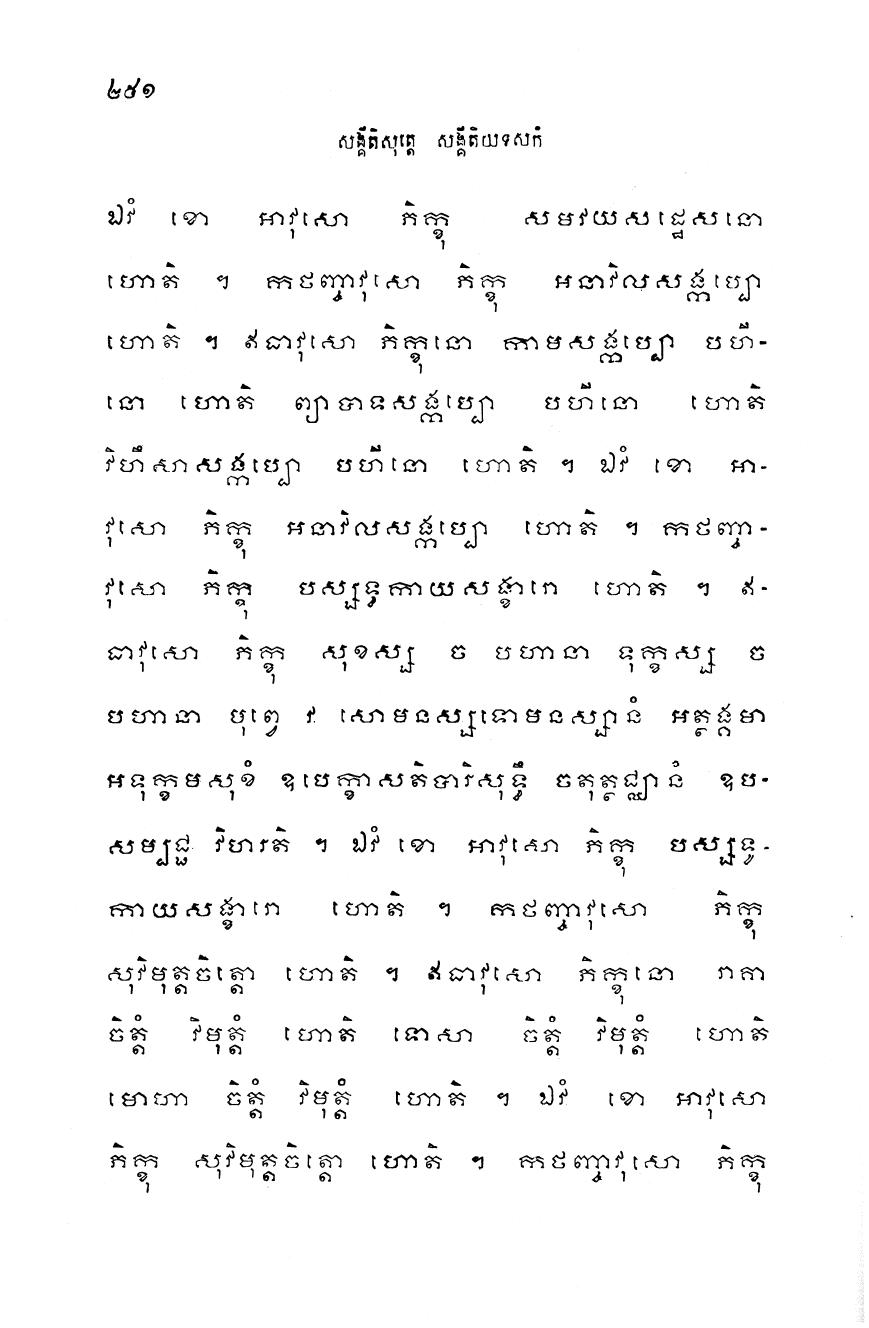 ២៩១
សង្គីតិសុត្តេ សង្គីតិយទសកំ
ឯវំ ខោ អាវុសោ ភិក្ខុ សមវយសដ្ឋេសនោ
ហោតិ ។ កថញ្ចាវុសោ ភិក្ខុ អនាវិលសង្កប្បោ
ហោតិ ។ ឥធាវុសោ ភិក្ខុនោ កាមសង្កប្បោ បហី-
នោ ហោតិ ព្យាបាទសង្កប្បោ បហីនោ ហោតិ
វិហឹសាសង្កប្បោ បហីនោ ហោតិ ។ ឯវំ ខោ អា-
វុសោ ភិក្ខុ អនាវិលសង្កប្បោ ហោតិ ។ កថញ្ចា-
វុសោ ភិក្ខុ បស្សទ្ធកាយសង្ខារោ ហោតិ ។ ឥ-
ធាវុសោ ភិក្ខុ សុខស្ស ច បហានា ទុក្ខស្ស ច
បហានា បុព្វេ វ សោមនស្សទោមនស្សានំ អត្ថង្គមា
អទុក្ខមសុខំ ឧបេក្ខាសតិបារិសុទ្ធឹ ចតុត្ថជ្ឈានំ ឧប-
សម្បជ្ជ វិហរតិ ។ ឯវំ ខោ អាវុសោ ភិក្ខុ បស្សទ្ធ-
កាយសង្ខារោ ហោតិ ។ កថញ្ចាវុសោ ភិក្ខុ
សុវិមុត្តចិត្តោ ហោតិ ។ ឥធាវុសោ ភិក្ខុនោ រាគា
ចិត្តំ វិមុត្តំ ហោតិ ទោសា ចិត្តំ វិមុត្តំ ហោតិ
មោហា ចិត្តំ វិមុត្តំ ហោតិ ។ ឯវំ ខោ អាវុសោ
ភិក្ខុ សុវិមុត្តចិត្តោ ហោតិ ។ កថញ្ចាវុសោ ភិក្ខុ